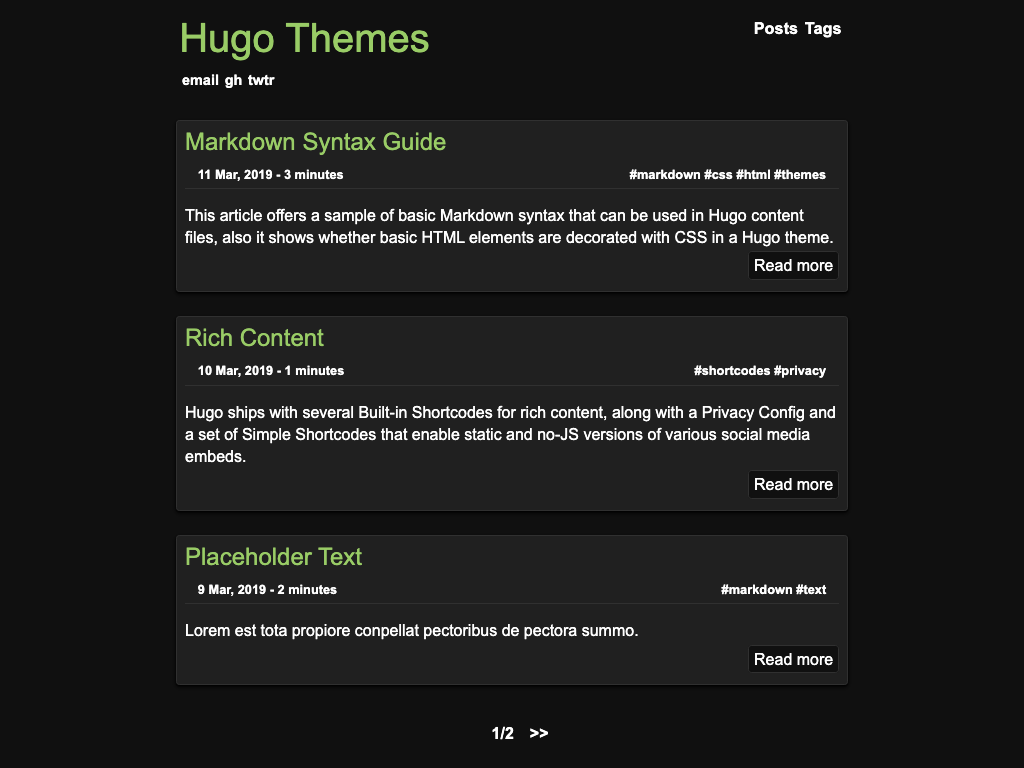 Hugo Themes
Posts Tags
email gh twtr
Markdown Syntax Guide
11 Mar, 2019 - 3 minutes
#markdown #css #html #themes
This article offers a sample of basic Markdown syntax that can be used in Hugo content
files, also it shows whether basic HTML elements are decorated with CSS in a Hugo theme.
Read more
Rich Content
10 Mar, 2019 - 1 minutes
#shortcodes #privacy
Hugo ships with several Built-in Shortcodes for rich content, along with a Privacy Config and
a set of Simple Shortcodes that enable static and no-JS versions of various social media
embeds.
Read more
Placeholder Text
9 Mar, 2019 - 2 minutes
#markdown #text
Lorem est tota propiore conpellat pectoribus de pectora summo.
Read more
1/2 >>